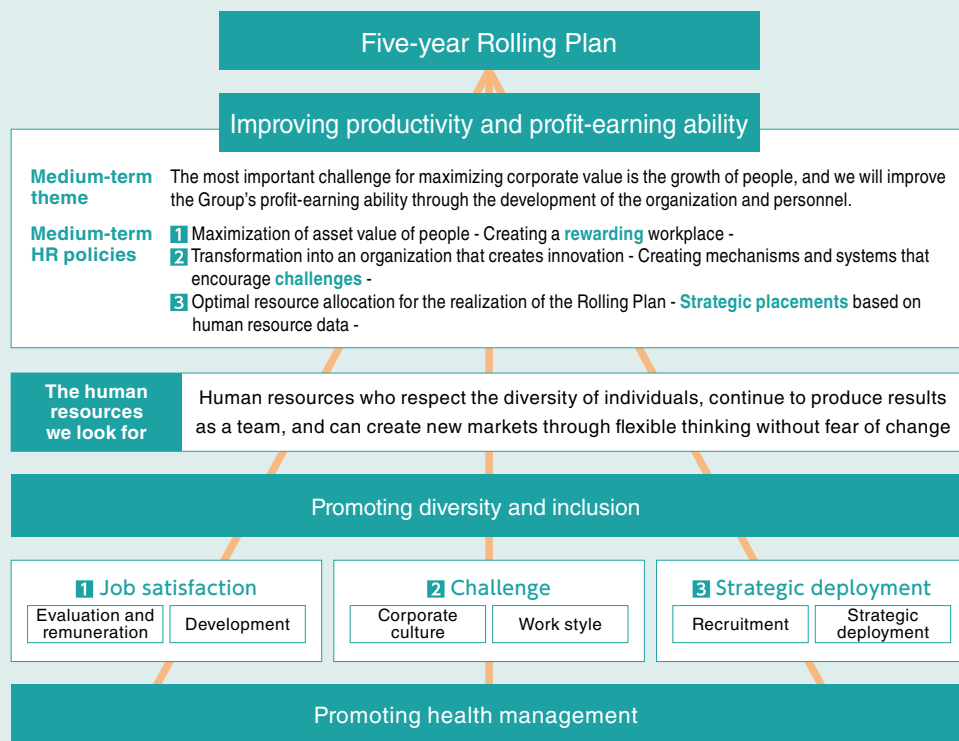 Five-year Rolling Plan
Improving productivity and profit-earning ability
Medium-term
theme
The most important challenge for maximizing corporate value is the growth of people, and we will improve
the Group’s profit-earning ability through the development of the organization and personnel.
Medium-term
HR policies
1 Maximization of asset value of people - Creating a rewarding workplace -
2 Transformation into an organization that creates innovation - Creating mechanisms and systems that
encourage challenges -
3 Optimal resource allocation for the realization of the Rolling Plan - Strategic placements based on
human resource data -
The human
resources
we look for
Human resources who respect the diversity of individuals, continue to produce results
as a team, and can create new markets through flexible thinking without fear of change
Promoting diversity and inclusion
1 Job satisfaction
Evaluation and
remuneration
Development
2 Challenge
Corporate
culture
Work style
3 Strategic deployment
Recruitment
Strategic
deployment
Promoting health management